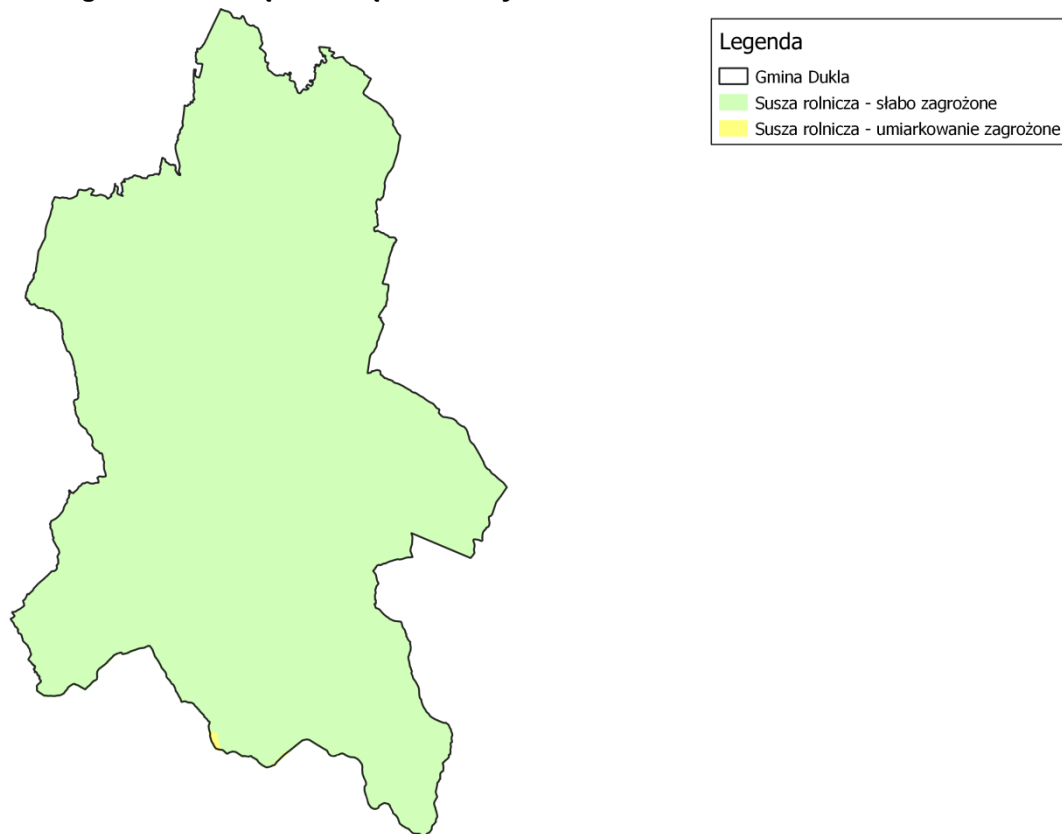 Legenda
Gmina Dukla
Susza rolnicza - słabo zagrożone
Susza rolnicza - umiarkowanie zagrożone